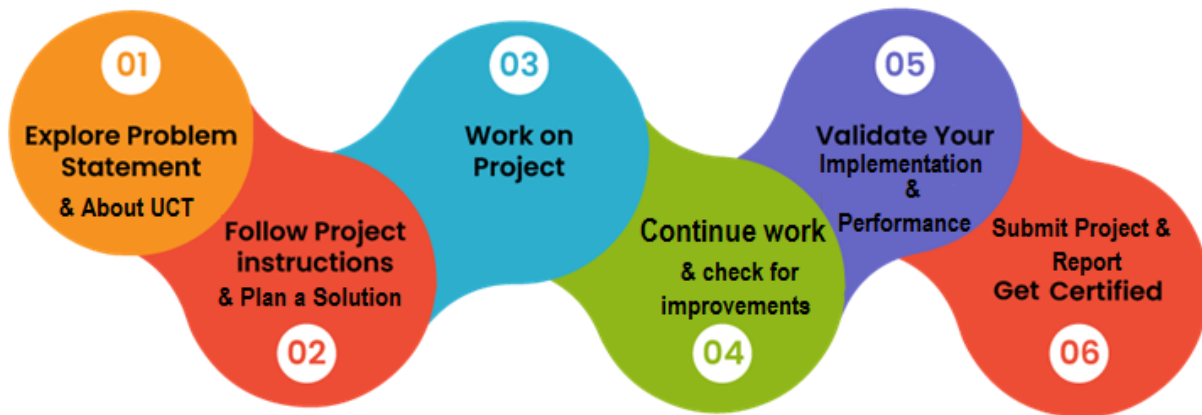 01
Explore Problem
Statement
& About UCT
Follow Project
instructions
& Plan a Solution
02
03
Work on
Project
Continue work
& check for
improvements
04
05
Validate Your
Implementation
&
Performance
Submit Project &
Report
Get Certified
06